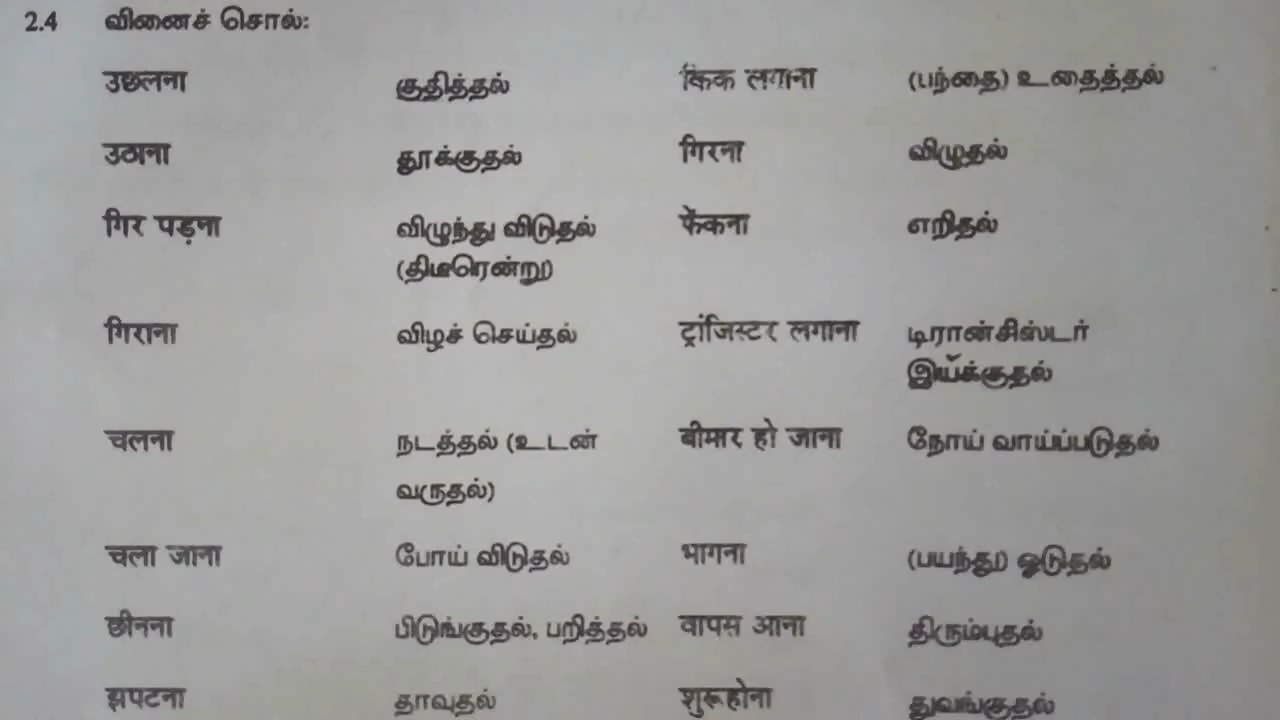 2.4 வினைச் சொல்:
उछलना குதித்தல் किक लगाना (பந்தை) உதைத்தல்
उठाना தூக்குதல் गिरना விழுதல்
गिर पड़ना விழுந்து விடுதல் फेंकना எறிதல்
(திடீரென்று)
गिराना விழச் செய்தல் ट्रांजिस्टर लगाना டிரான்சிஸ்டர்
இயக்குதல்
चलना நடத்தல் (உடன் बीमार हो जाना நோய் வாய்ப்படுதல்
வருதல்)
चला जाना போய் விடுதல் भागना (பயந்து) ஓடுதல்
छीनना பிடுங்குதல், பறித்தல் वापस आना திரும்புதல்
झपटना தாவுதல் शुरूहोना துவங்குதல்